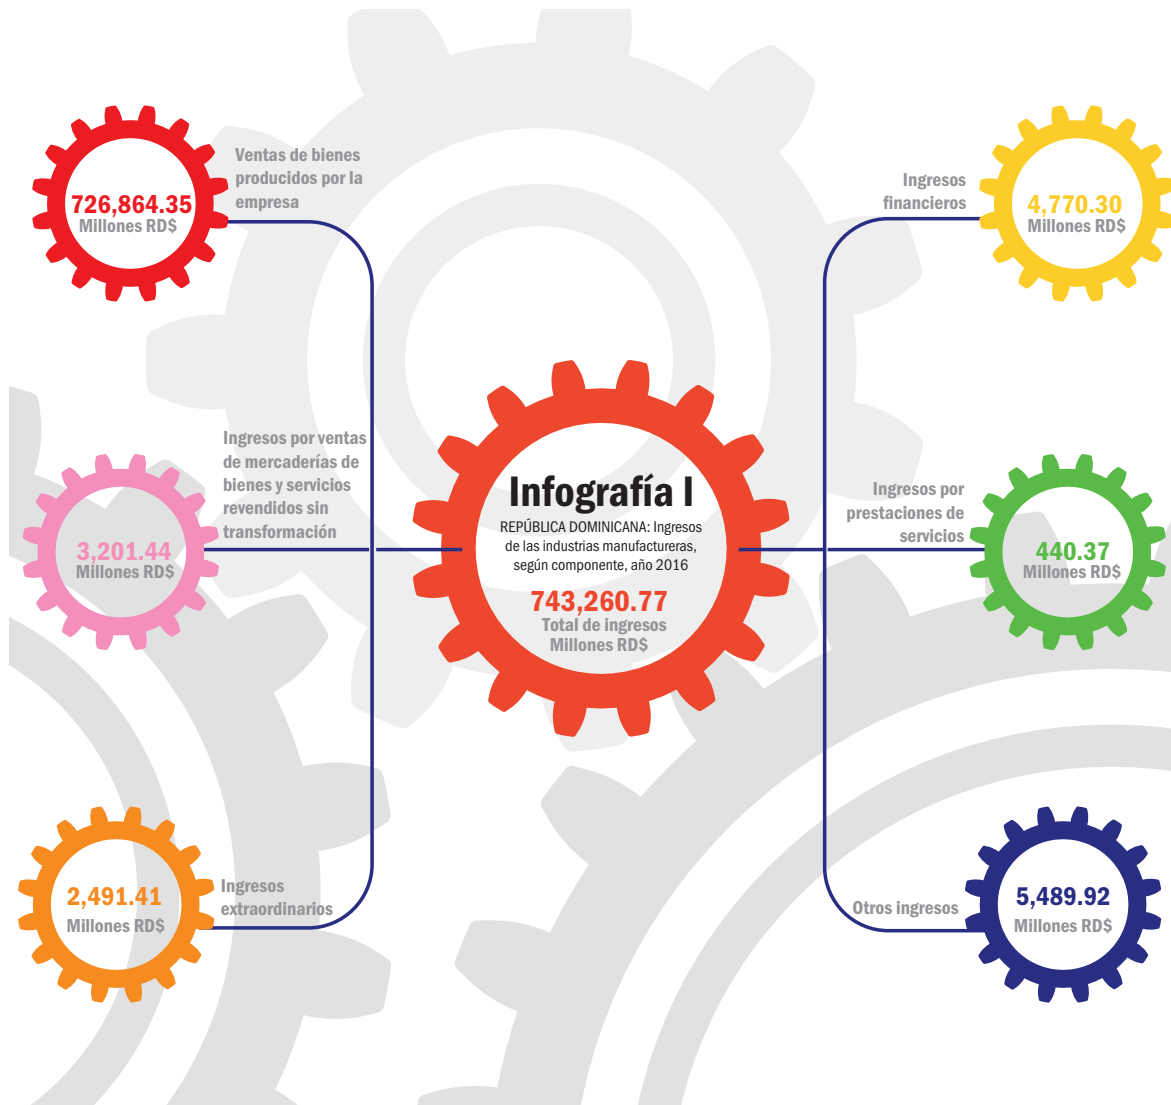 Ventas de bienes
producidos por la
empresa
726,864.35
Millones RD$
Ingresos
financieros
4,770.30
Millones RD$
Ingresos por ventas
de mercaderías de
bienes y servicios
revendidos sin
transformación
3,201.44
Millones RD$
Infografía I
REPÚBLICA DOMINICANA: Ingresos
de las industrias manufactureras,
según componente, año 2016
743,260.77
Total de ingresos
Millones RD$
Ingresos por
prestaciones de
servicios
440.37
Millones RD$
2,491.41
Millones RD$
Ingresos
extraordinarios
Otros ingresos
5,489.92
Millones RD$